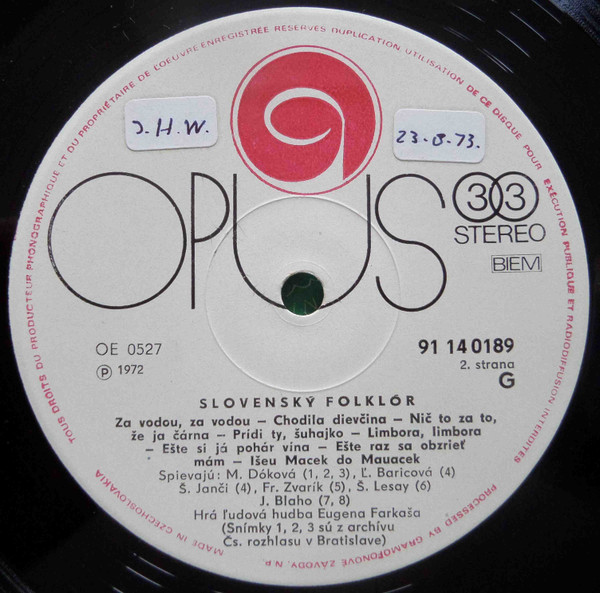 TOUS DROITS DU PRODUCTEUR PHONOGRAPHIQUE ET DU PROPRIÉTAIRE DE L'OEUVRE ENREGISTRÉE RESERVES DUPLICATION UTILISATION DE CE DISQUE POUR EXÉCUTION PUBLIQUE ET RADIODIFFUSION INTERDITES
J.H.W.
23-8-73.
OPUS
33
STEREO
BIEM
OE 0527
91 14 0189
Ⓟ 1972
2. strana
G
SLOVENSKÝ FOLKLÓR
Za vodou, za vodou – Chodila dievčina – Nič to za to,
že ja čárna – Prídi ty, šuhajko – Limbora, limbora
– Ešte si já pohár vína – Ešte raz sa obzrieť
mám – Išeu Macek do Mauacek
Spievajú: M. Dóková (1, 2, 3), Ľ. Baricová (4)
Š. Janči (4), Fr. Zvarík (5), Š. Lesay (6)
J. Blaho (7, 8)
Hrá ľudová hudba Eugena Farkaša
(Snímky 1, 2, 3 sú z archívu
Čs. rozhlasu v Bratislave)
MADE IN CZECHOSLOVAKIA
PROCESSED BY GRAMOFONOVÉ ZÁVODY, N.P.